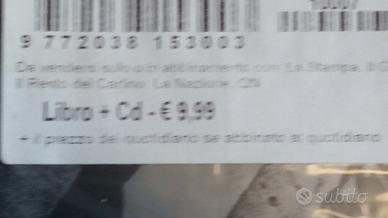 10007
9 772038 153003
Da vendersi solo o in abbinamento con: La Stampa, Il G
Il Resto del Carlino, La Nazione, QN
Libro + Cd - € 9,99
+ il prezzo del quotidiano se abbinato al quotidiano
subito